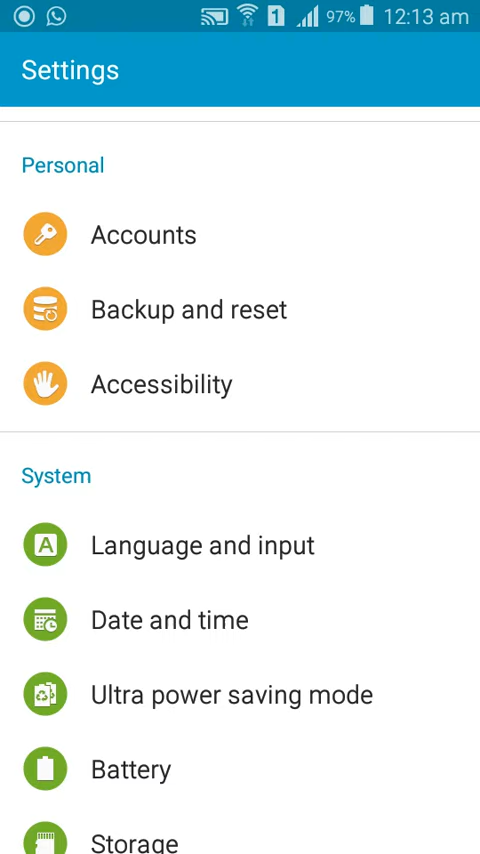 1 97% 12:13 am
Settings
Personal
Accounts
Backup and reset
Accessibility
System
A Language and input
Date and time
Ultra power saving mode
Battery
Storage